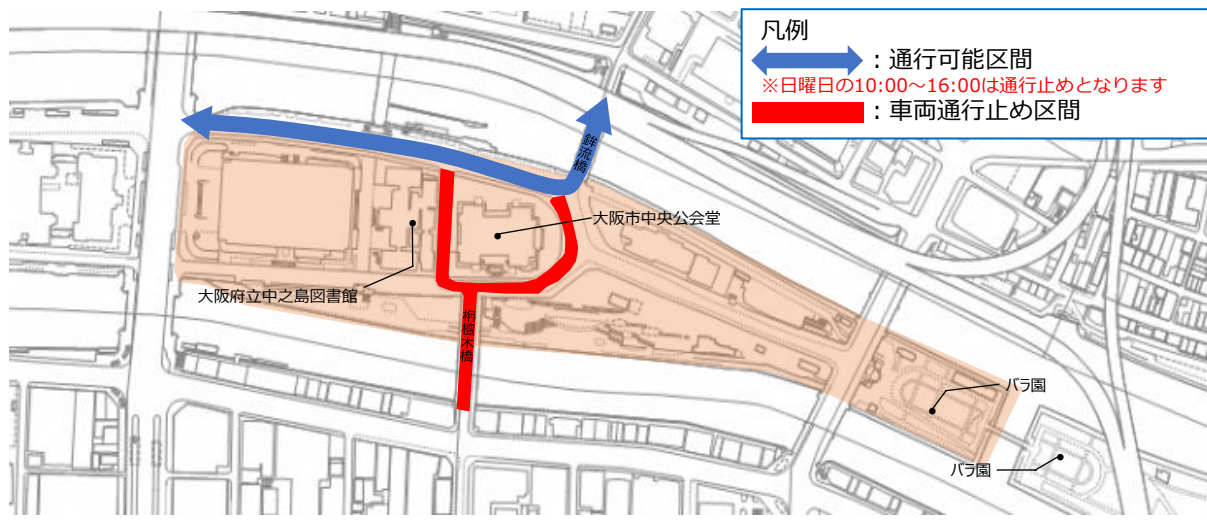 凡例
：通行可能区間
※日曜日の10:00～16:00は通行止めとなります
：車両通行止め区間
鉾流橋
大阪市中央公会堂
大阪府立中之島図書館
栴檀木橋
バラ園
バラ園